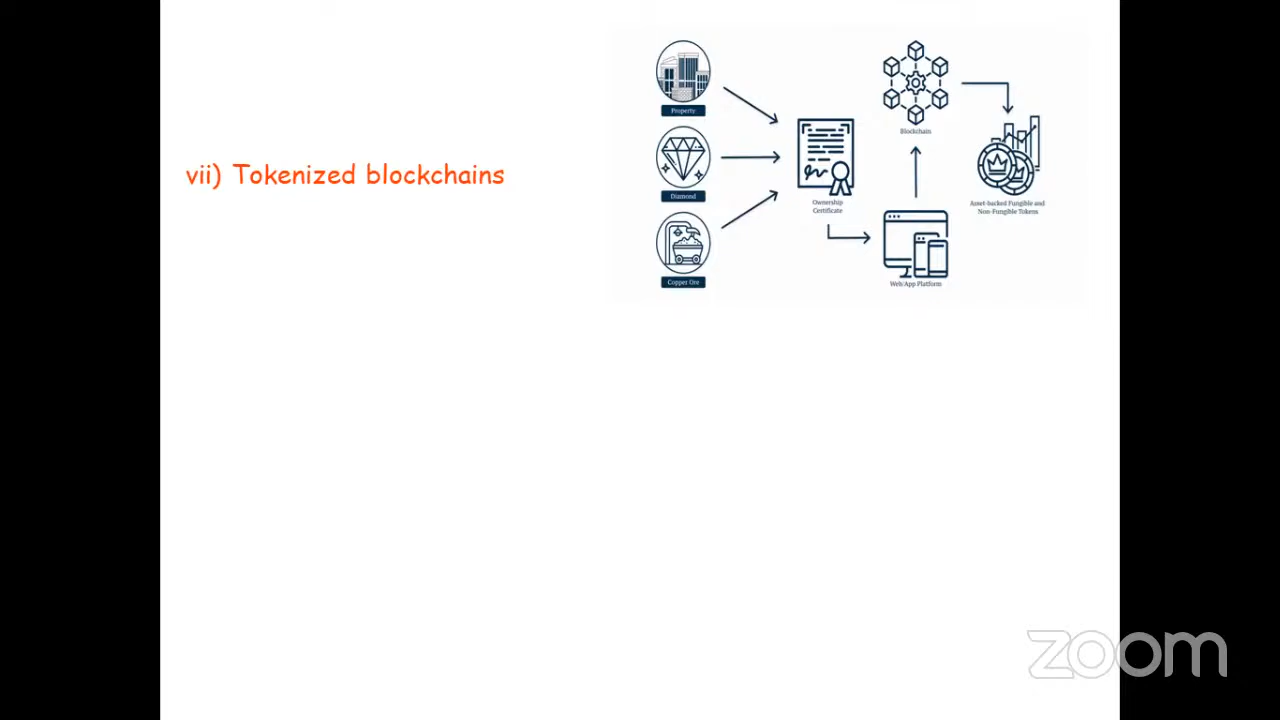 vii) Tokenized blockchains
Property
Diamond
Copper Ore
Ownership
Certificate
Blockchain
Web/App Platform
Asset-backed Fungible and
Non-Fungible Tokens
zoom